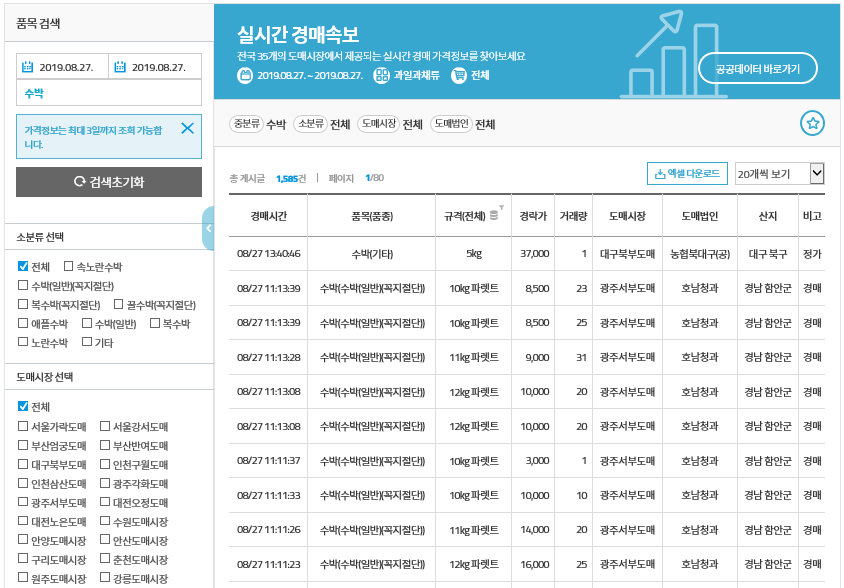 품목 검색
2019.08.27. 2019.08.27.
수박
가격정보는 최대 3일까지 조회 가능합
니다.
검색초기화
소분류 선택
전체 속노란수박
수박(일반)(꼭지절단)
복수박(꼭지절단) 꿀수박(꼭지절단)
애플수박 수박(일반) 복수박
노란수박 기타
도매시장 선택
전체
서울가락도매 서울강서도매
부산엄궁도매 부산반여도매
대구북부도매 인천구월도매
인천삼산도매 광주각화도매
광주서부도매 대전오정도매
대전노은도매 수원도매시장
안양도매시장 안산도매시장
구리도매시장 춘천도매시장
원주도매시장 강릉도매시장
실시간 경매속보
전국 35개의 도매시장에서 제공되는 실시간 경매 가격정보를 찾아보세요
2019.08.27. ~ 2019.08.27. 과일과채류 전체
공공데이터 바로가기
중분류 수박 소분류 전체 도매시장 전체 도매법인 전체
총 게시글 1,585건 | 페이지 1/80
엑셀 다운로드 20개씩 보기
경매시간 품목(품종) 규격(전체) 경락가 거래량 도매시장 도매법인 산지 비고
08/27 13:40:46 수박(기타) 5kg 37,000 1 대구북부도매 농협북대구(공) 대구 북구 정가
08/27 11:13:39 수박(수박(일반)(꼭지절단)) 10kg 파렛트 8,500 23 광주서부도매 호남청과 경남 함안군 경매
08/27 11:13:39 수박(수박(일반)(꼭지절단)) 10kg 파렛트 8,500 25 광주서부도매 호남청과 경남 함안군 경매
08/27 11:13:28 수박(수박(일반)(꼭지절단)) 11kg 파렛트 9,000 31 광주서부도매 호남청과 경남 함안군 경매
08/27 11:13:08 수박(수박(일반)(꼭지절단)) 12kg 파렛트 10,000 20 광주서부도매 호남청과 경남 함안군 경매
08/27 11:13:08 수박(수박(일반)(꼭지절단)) 12kg 파렛트 10,000 20 광주서부도매 호남청과 경남 함안군 경매
08/27 11:11:37 수박(수박(일반)(꼭지절단)) 10kg 파렛트 3,000 1 광주서부도매 호남청과 경남 함안군 경매
08/27 11:11:33 수박(수박(일반)(꼭지절단)) 10kg 파렛트 10,000 10 광주서부도매 호남청과 경남 함안군 경매
08/27 11:11:26 수박(수박(일반)(꼭지절단)) 11kg 파렛트 14,000 20 광주서부도매 호남청과 경남 함안군 경매
08/27 11:11:23 수박(수박(일반)(꼭지절단)) 12kg 파렛트 16,000 25 광주서부도매 호남청과 경남 함안군 경매